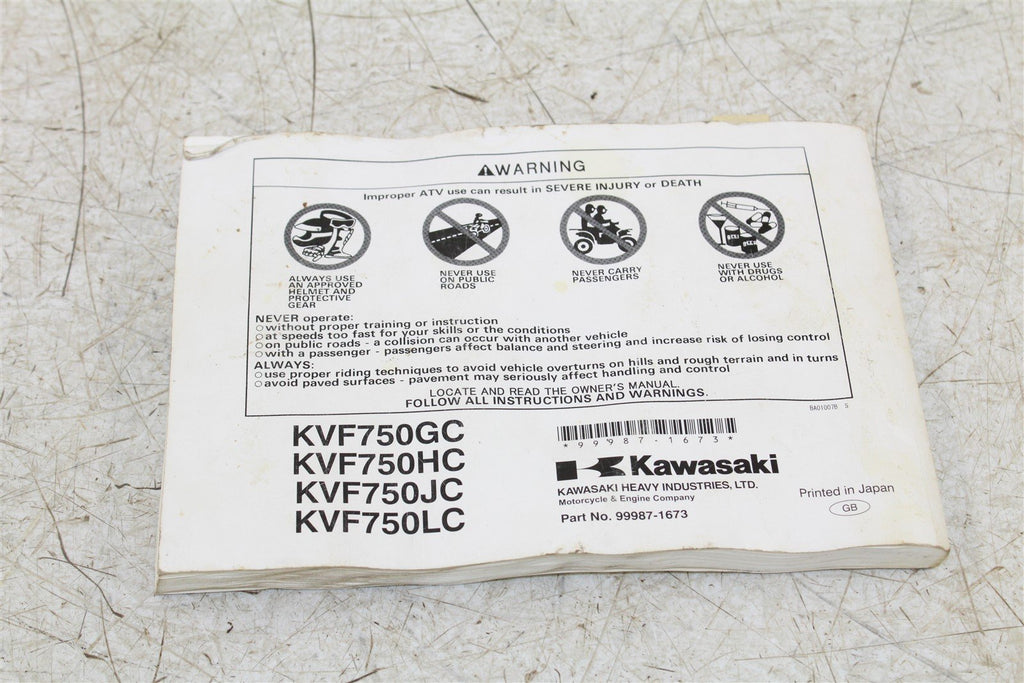 ⚠WARNING
Improper ATV use can result in SEVERE INJURY or DEATH
ALWAYS USE
AN APPROVED
HELMET AND
PROTECTIVE
GEAR
NEVER USE
ON PUBLIC
ROADS
NEVER CARRY
PASSENGERS
NEVER USE
WITH DRUGS
OR ALCOHOL
NEVER operate:
○without proper training or instruction
○at speeds too fast for your skills or the conditions
○on public roads - a collision can occur with another vehicle
○with a passenger - passengers affect balance and steering and increase risk of losing control
ALWAYS:
○use proper riding techniques to avoid vehicle overturns on hills and rough terrain and in turns
○avoid paved surfaces - pavement may seriously affect handling and control
LOCATE AND READ THE OWNER'S MANUAL.
FOLLOW ALL INSTRUCTIONS AND WARNINGS.
BA01007B S
KVF750GC
KVF750HC
KVF750JC
KVF750LC
*99987-1673*
Kawasaki
KAWASAKI HEAVY INDUSTRIES, LTD.
Motorcycle & Engine Company
Part No. 99987-1673
Printed in Japan
GB